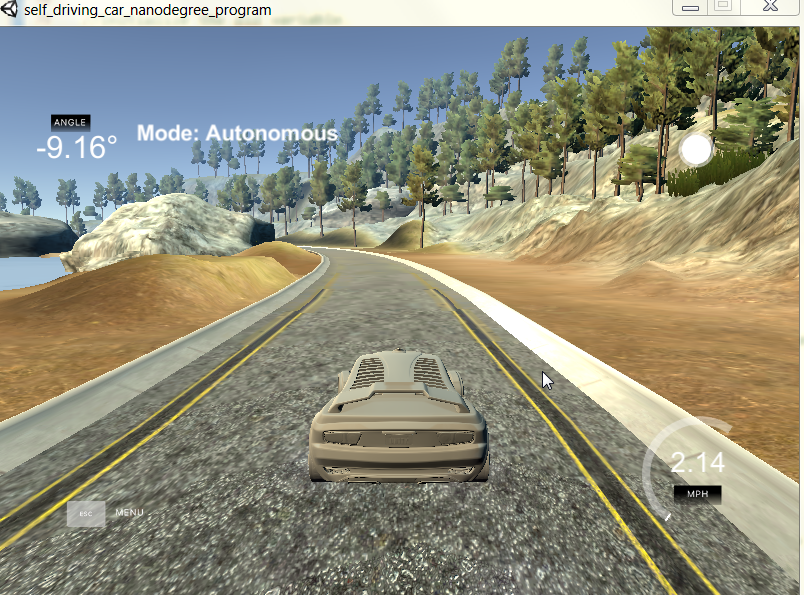 self_driving_car_nanodegree_program
ANGLE
-9.16°
Mode: Autonomous
2.14
MPH
ESC
MENU